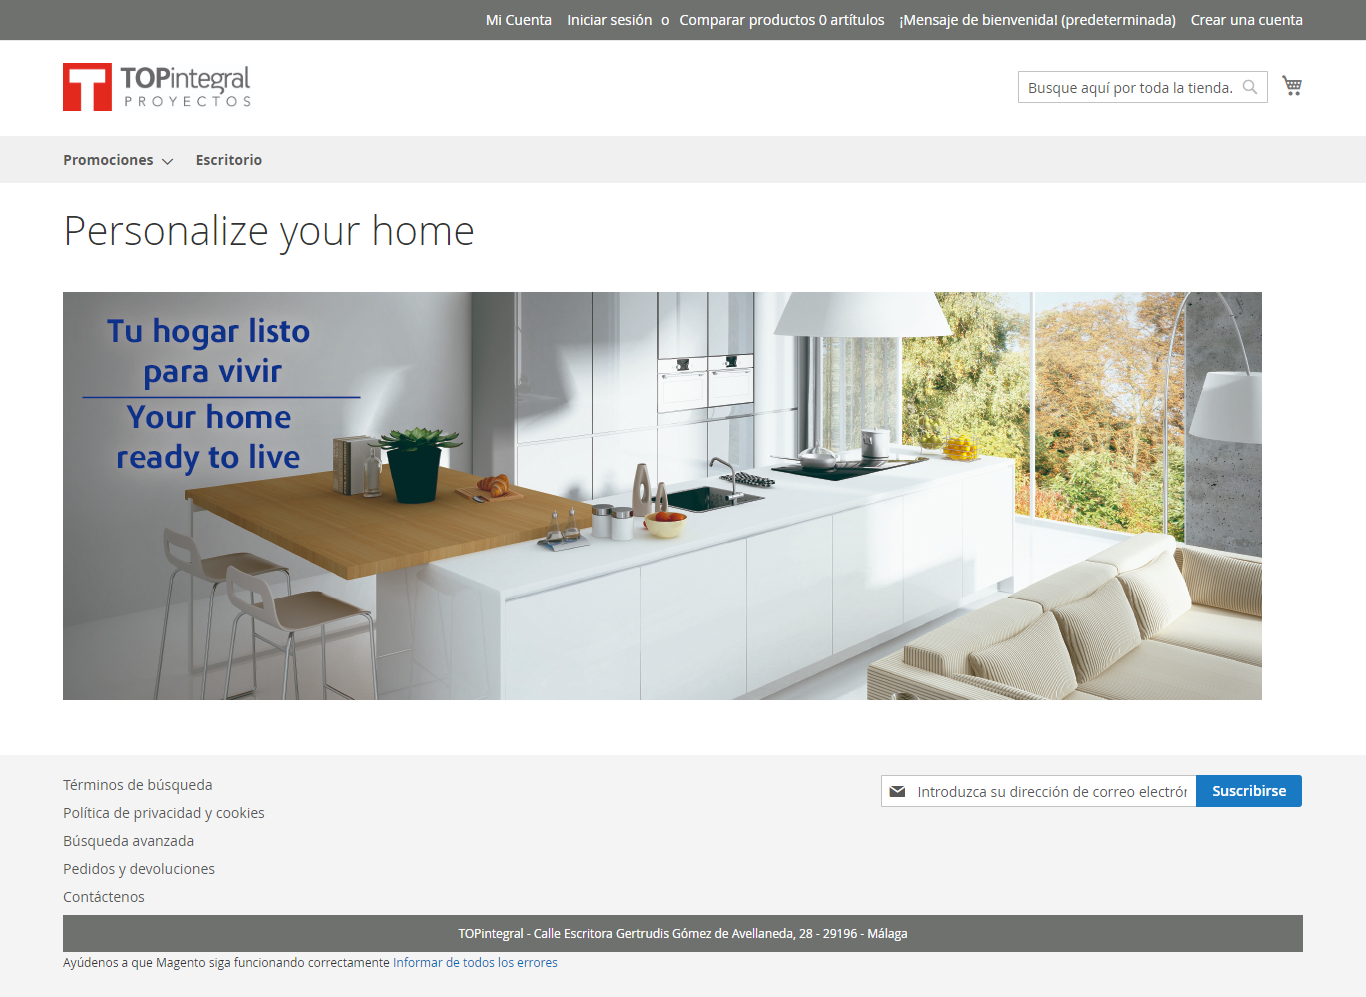 Mi Cuenta Iniciar sesión o Comparar productos 0 artítulos ¡Mensaje de bienvenida! (predeterminada) Crear una cuenta
TOPintegral
PROYECTOS
Busque aquí por toda la tienda.
Promociones Escritorio
Personalize your home
Tu hogar listo
para vivir
Your home
ready to live
Términos de búsqueda
Introduzca su dirección de correo electrón
Suscribirse
Política de privacidad y cookies
Búsqueda avanzada
Pedidos y devoluciones
Contáctenos
TOPintegral - Calle Escritora Gertrudis Gómez de Avellaneda, 28 - 29196 - Málaga
Ayúdenos a que Magento siga funcionando correctamente Informar de todos los errores